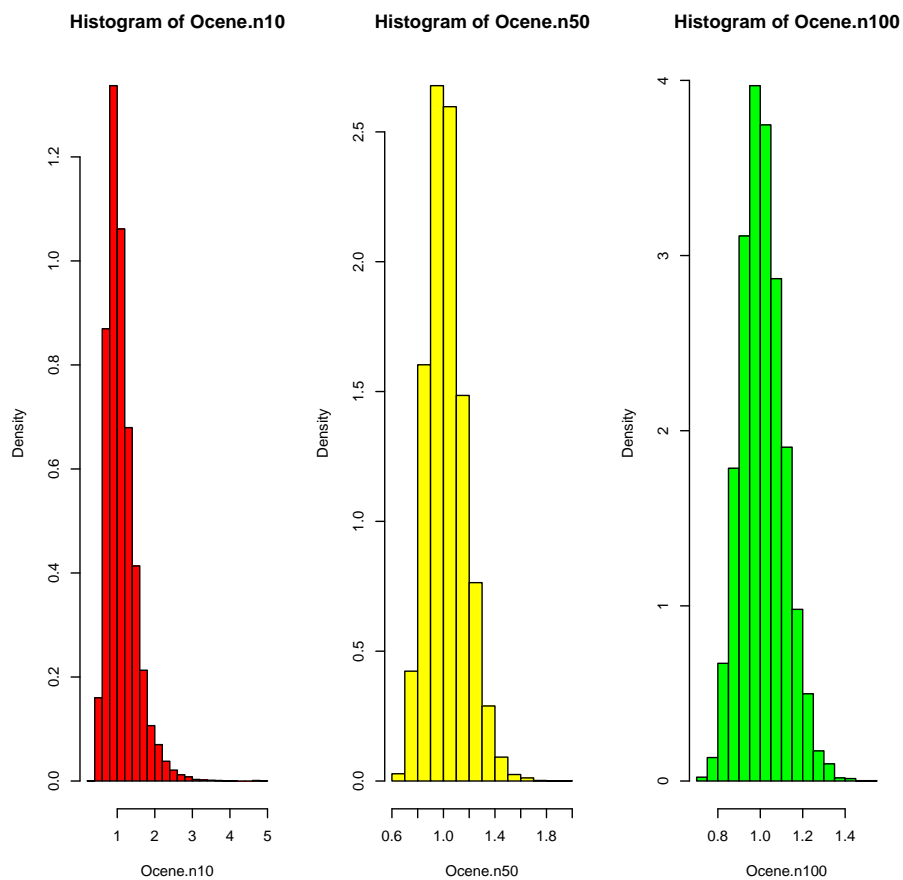 Histogram of Ocene.n10
Density
0.0 0.2 0.4 0.6 0.8 1.0 1.2
1 2 3 4 5
Ocene.n10
Histogram of Ocene.n50
Density
0.0 0.5 1.0 1.5 2.0 2.5
0.6 1.0 1.4 1.8
Ocene.n50
Histogram of Ocene.n100
Density
0 1 2 3 4
0.8 1.0 1.2 1.4
Ocene.n100